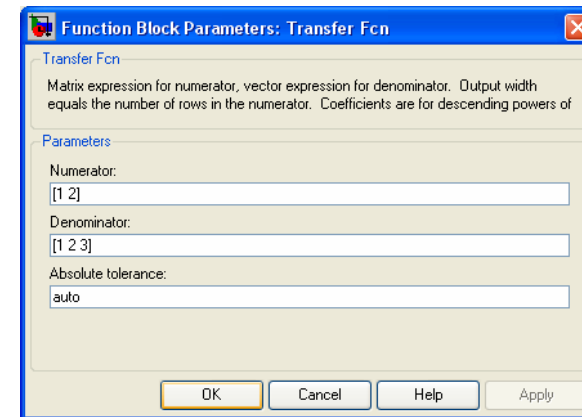 Function Block Parameters: Transfer Fcn
Transfer Fcn
Matrix expression for numerator, vector expression for denominator. Output width
equals the number of rows in the numerator. Coefficients are for descending powers of
Parameters
Numerator:
[1 2]
Denominator:
[1 2 3]
Absolute tolerance:
auto
OK Cancel Help Apply